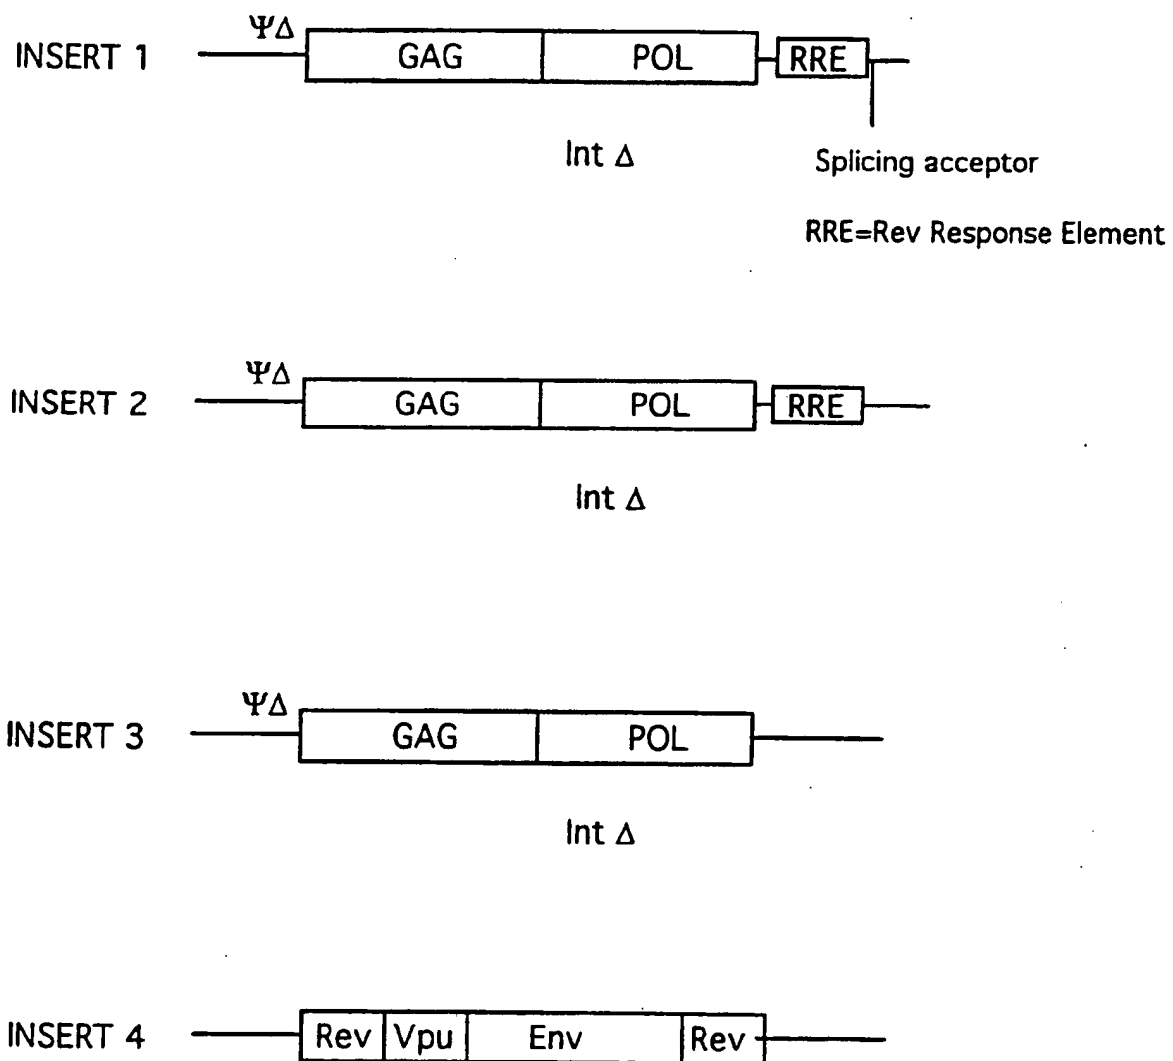 ΨΔ
INSERT 1 GAG POL RRE
Int Δ
Splicing acceptor
RRE=Rev Response Element
ΨΔ
INSERT 2 GAG POL RRE
Int Δ
ΨΔ
INSERT 3 GAG POL
Int Δ
INSERT 4 Rev Vpu Env Rev